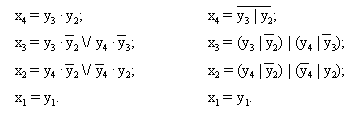 x₄ = y₃ · y₂; x₄ = y̅₃̅ ̅|̅ ̅y̅₂̅;
x₃ = y₃ · y̅₂ \/ y₄ · y̅₃; x₃ = (y₃ | y̅₂) | (y₄ | y̅₃);
x₂ = y₄ · y̅₂ \/ y̅₄ · y₂; x₂ = (y₄ | y̅₂) | (y̅₄ | y₂);
x₁ = y₁. x₁ = y₁.